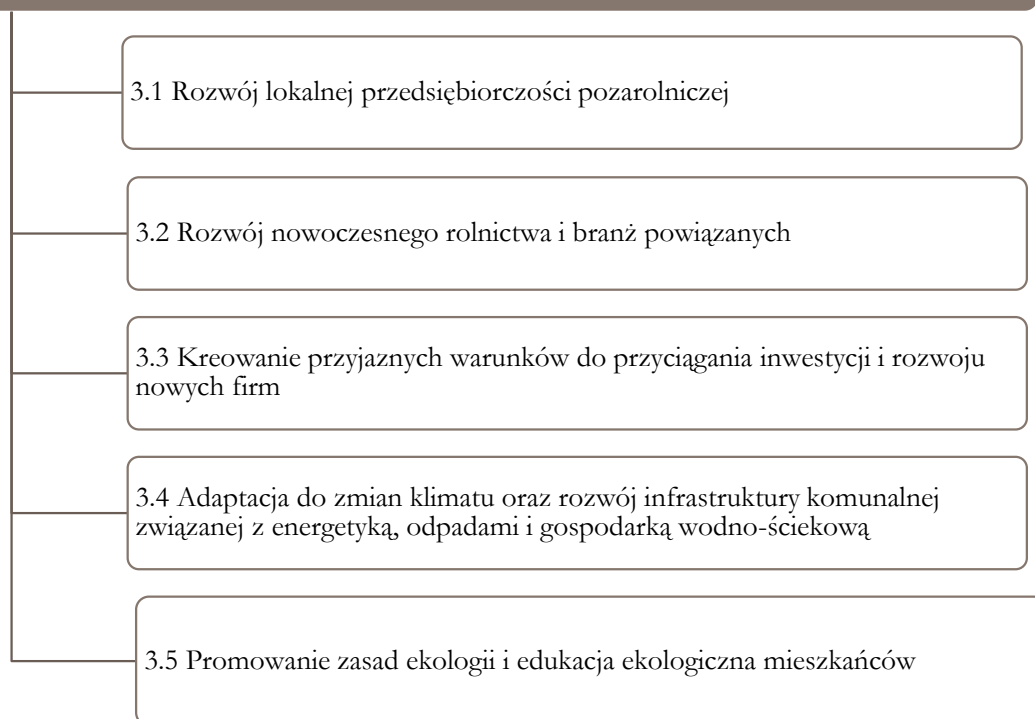 3.1 Rozwój lokalnej przedsiębiorczości pozarolniczej
3.2 Rozwój nowoczesnego rolnictwa i branż powiązanych
3.3 Kreowanie przyjaznych warunków do przyciągania inwestycji i rozwoju
nowych firm
3.4 Adaptacja do zmian klimatu oraz rozwój infrastruktury komunalnej
związanej z energetyką, odpadami i gospodarką wodno-ściekową
3.5 Promowanie zasad ekologii i edukacja ekologiczna mieszkańców